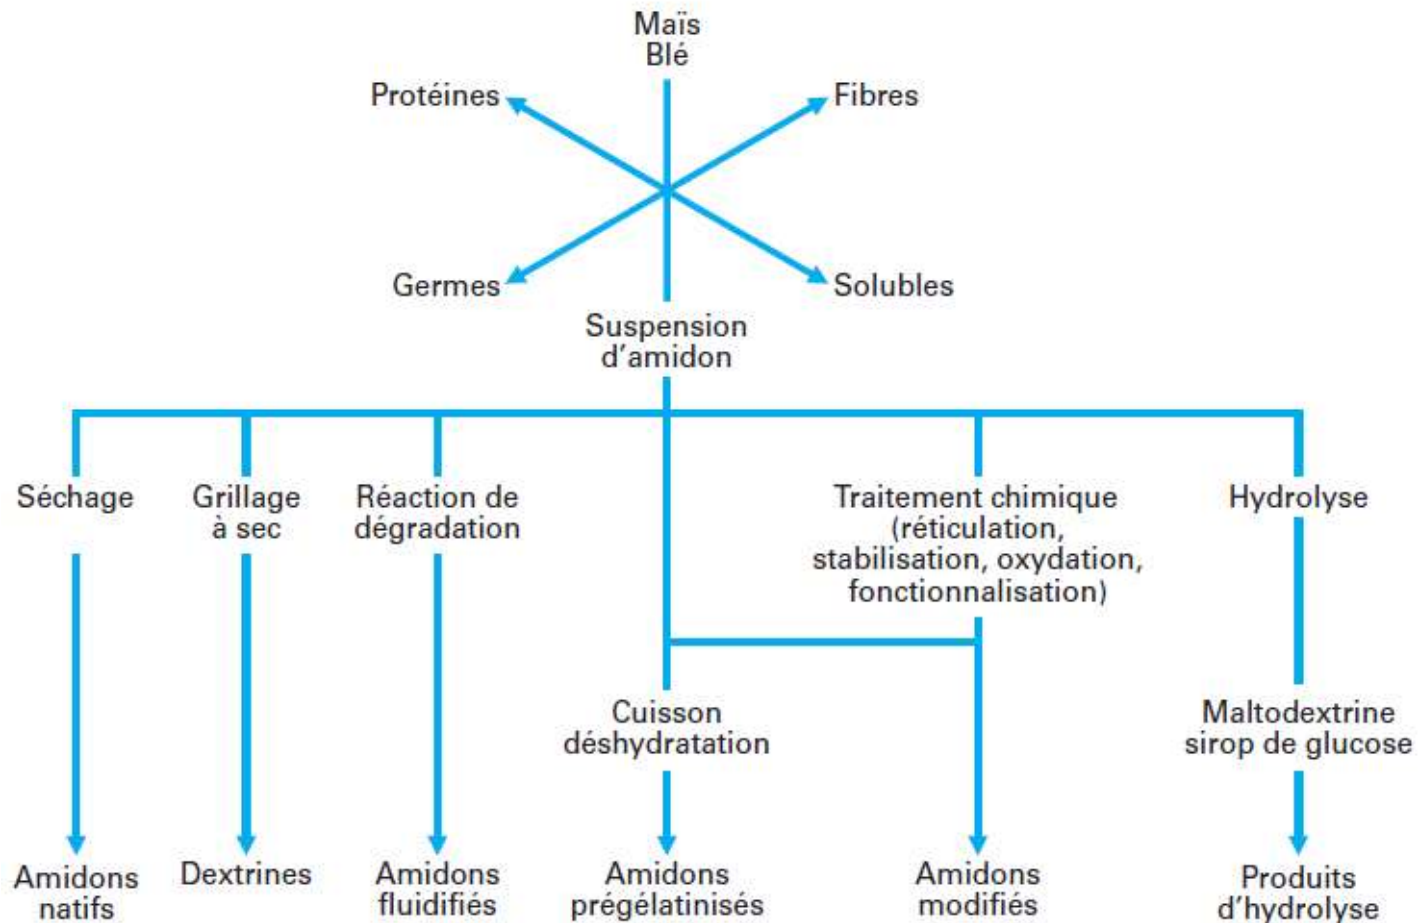 Maïs
Blé
Protéines
Fibres
Germes
Solubles
Suspension
d’amidon
Séchage
Grillage
à sec
Réaction de
dégradation
Traitement chimique
(réticulation,
stabilisation, oxydation,
fonctionnalisation)
Hydrolyse
Cuisson
déshydratation
Maltodextrine
sirop de glucose
Amidons
natifs
Dextrines
Amidons
fluidifiés
Amidons
prégélatinisés
Amidons
modifiés
Produits
d’hydrolyse